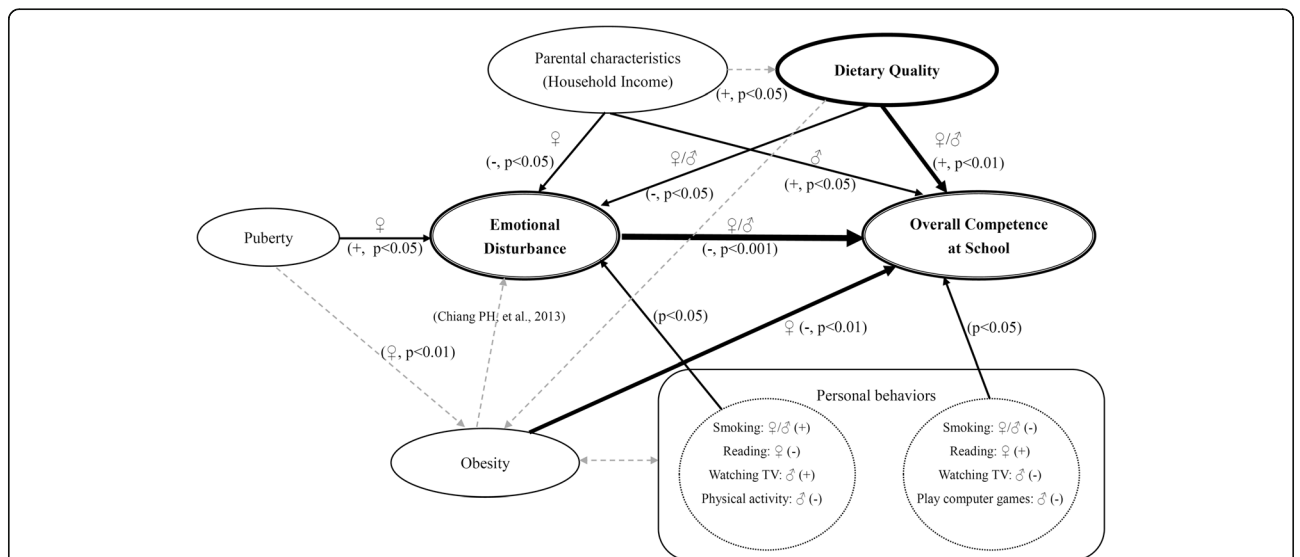 Parental characteristics
(Household Income)
Dietary Quality
(+, p<0.05)
♀
(-, p<0.05)
♀/♂
(-, p<0.05)
♂
(+, p<0.05)
♀/♂
(+, p<0.01)
Puberty
♀
(+, p<0.05)
Emotional
Disturbance
♀/♂
(-, p<0.001)
Overall Competence
at School
(Chiang PH, et al., 2013)
(♀, p<0.01)
(p<0.05)
♀ (-, p<0.01)
(p<0.05)
Obesity
Personal behaviors
Smoking: ♀/♂ (+)
Reading: ♀ (-)
Watching TV: ♂ (+)
Physical activity: ♂ (-)
Smoking: ♀/♂ (-)
Reading: ♀ (+)
Watching TV: ♂ (-)
Play computer games: ♂ (-)